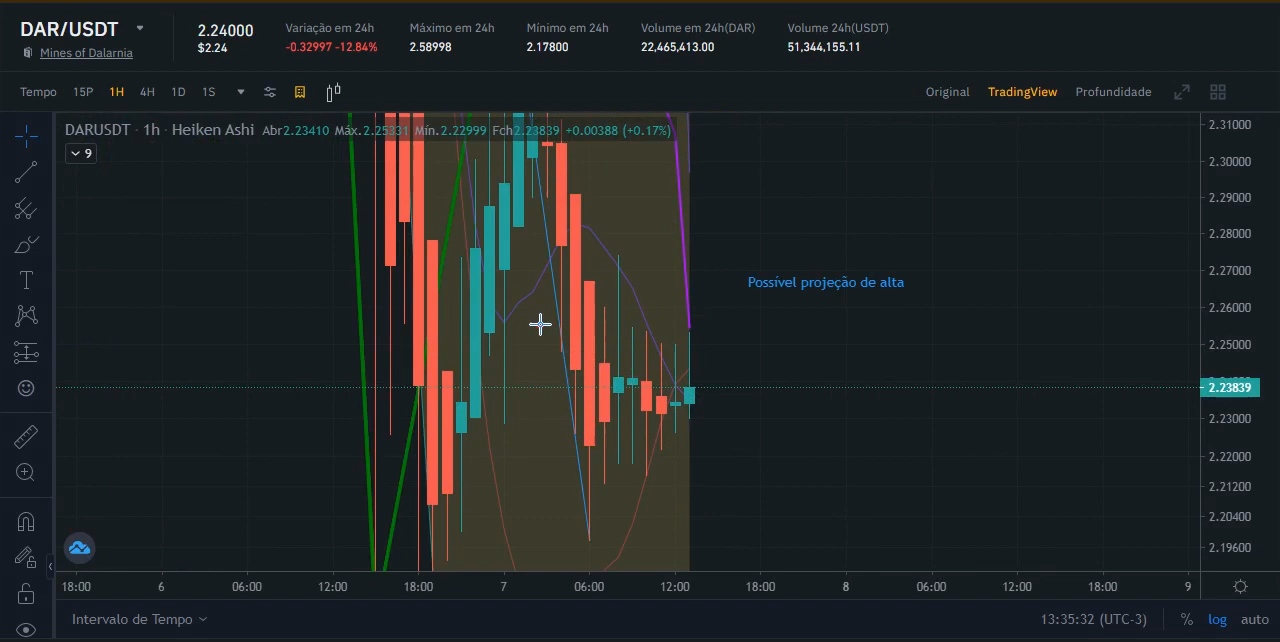 DAR/USDT
Mines of Dalarnia
2.24000
$2.24
Variação em 24h
-0.32997 -12.84%
Máximo em 24h
2.58998
Mínimo em 24h
2.17800
Volume em 24h(DAR)
22,465,413.00
Volume 24h(USDT)
51,344,155.11
Tempo 15P 1H 4H 1D 1S
Original TradingView Profundidade
DARUSDT · 1h · Heiken Ashi Abr2.23410 Máx.2.25331 Mín.2.22999 Fch2.23839 +0.00388 (+0.17%)
9
Possível projeção de alta
2.31000
2.30000
2.29000
2.28000
2.27000
2.26000
2.25000
2.23839
2.23000
2.22000
2.21200
2.20400
2.19600
18:00 6 06:00 12:00 18:00 7 06:00 12:00 18:00 8 06:00 12:00 18:00 9
Intervalo de Tempo
13:35:32 (UTC-3) % log auto